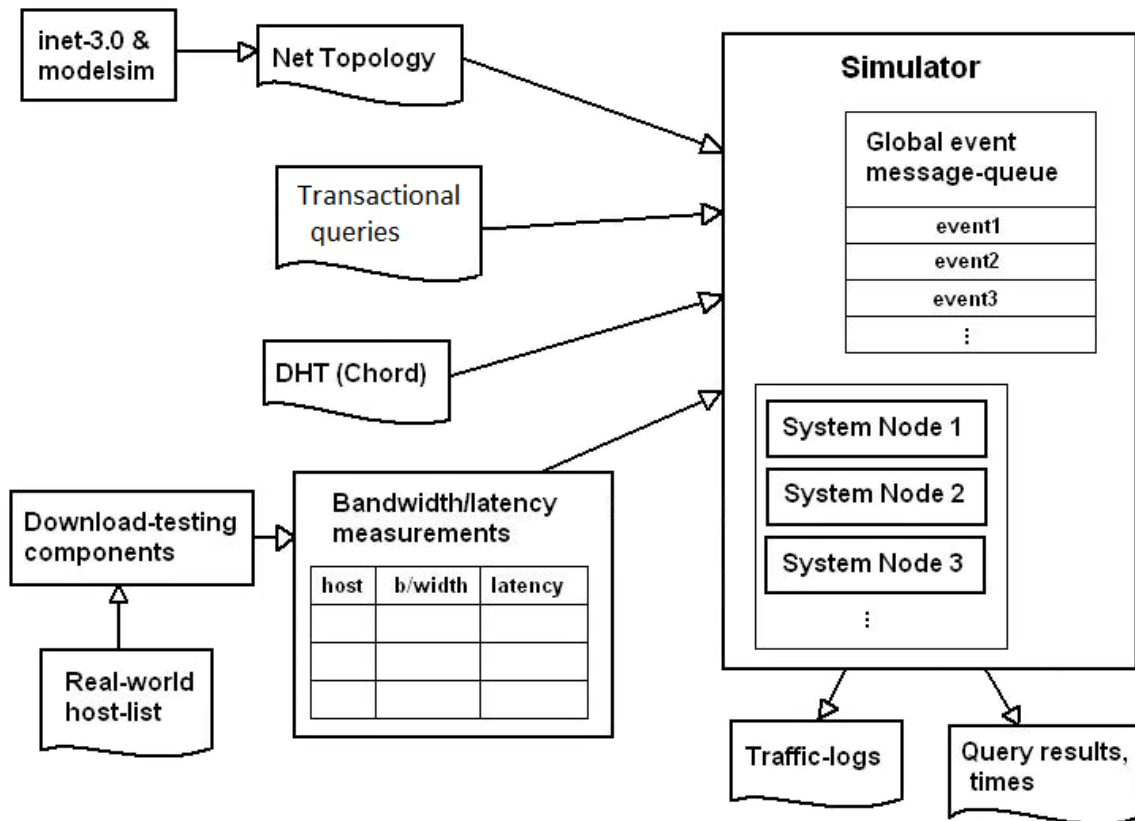 inet-3.0 &
modelsim
Net Topology
Transactional
queries
DHT (Chord)
Download-testing
components
Real-world
host-list
Bandwidth/latency
measurements
host b/width latency
Simulator
Global event
message-queue
event1
event2
event3
⋮
System Node 1
System Node 2
System Node 3
⋮
Traffic-logs
Query results,
times